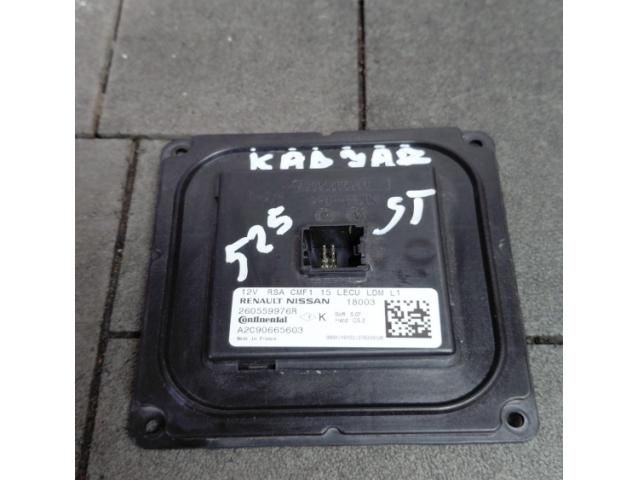 KADJAR
525
ST
12V RSA CMF1 15 LECU LDM L1
RENAULT NISSAN 18003
260559976R
Continental K
A2C90665603
Made in France